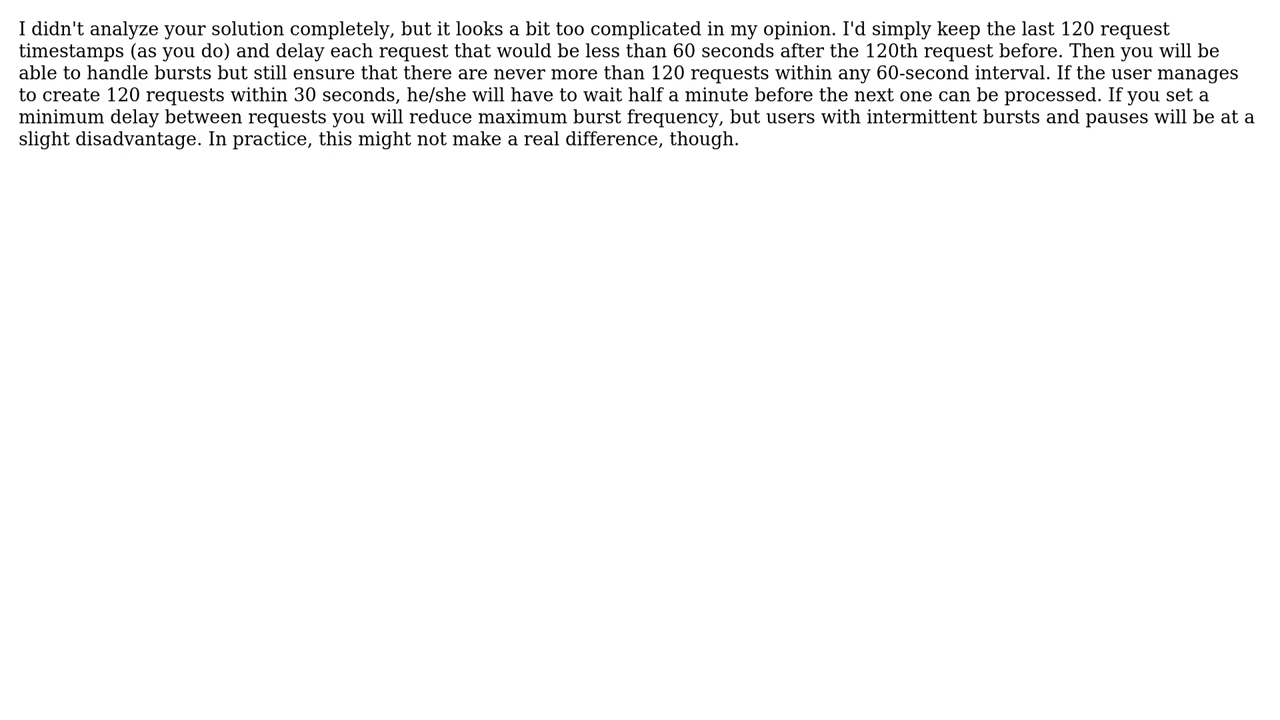 I didn't analyze your solution completely, but it looks a bit too complicated in my opinion. I'd simply keep the last 120 request
timestamps (as you do) and delay each request that would be less than 60 seconds after the 120th request before. Then you will be
able to handle bursts but still ensure that there are never more than 120 requests within any 60-second interval. If the user manages
to create 120 requests within 30 seconds, he/she will have to wait half a minute before the next one can be processed. If you set a
minimum delay between requests you will reduce maximum burst frequency, but users with intermittent bursts and pauses will be at a
slight disadvantage. In practice, this might not make a real difference, though.